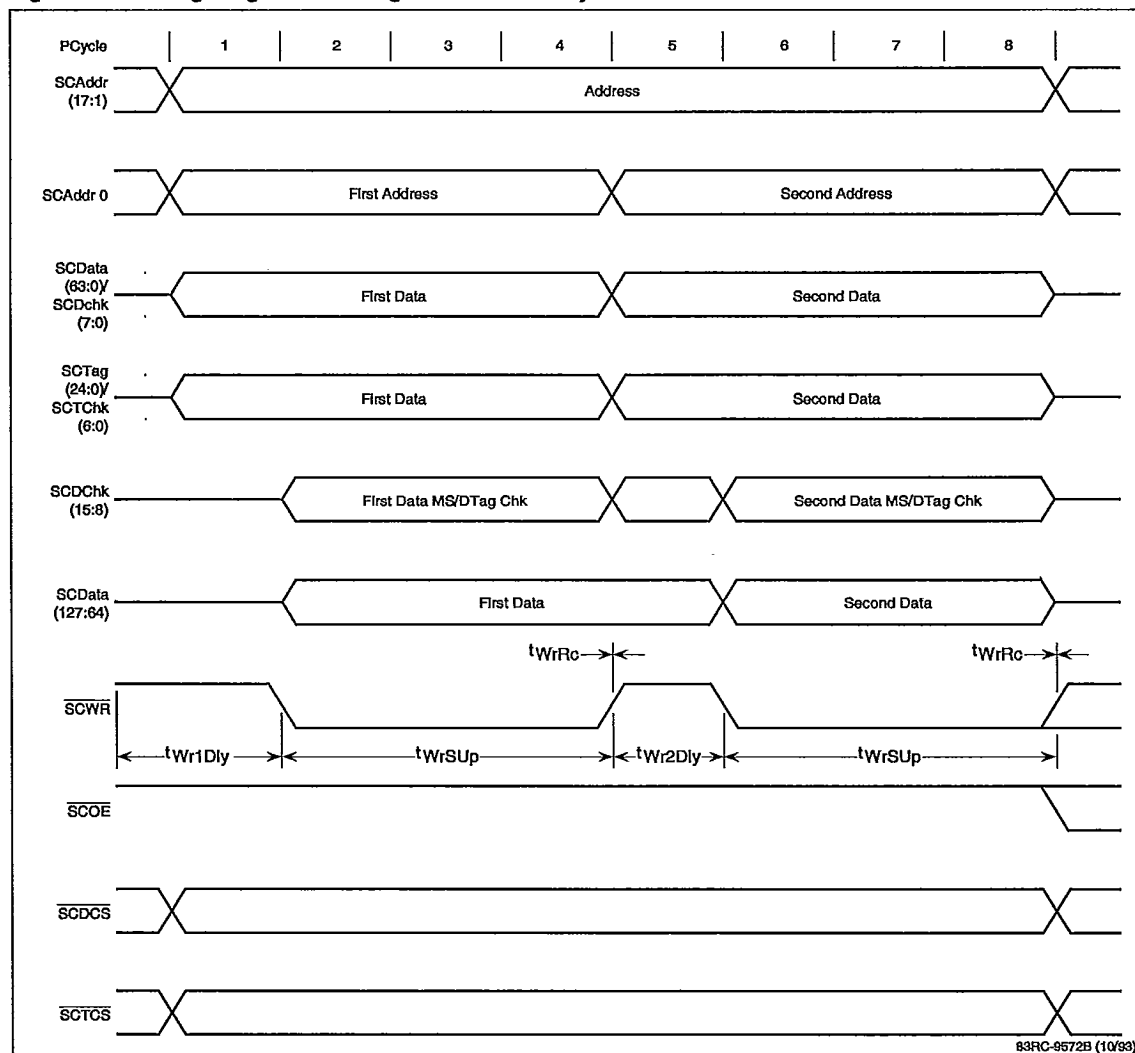 PCycle 1 2 3 4 5 6 7 8
SCAddr
(17:1)
Address
SCAddr 0
First Address
Second Address
SCData
(63:0)/
SCDchk
(7:0)
First Data
Second Data
SCTag
(24:0)/
SCTChk
(6:0)
First Data
Second Data
SCDChk
(15:8)
First Data MS/DTag Chk
Second Data MS/DTag Chk
SCData
(127:64)
First Data
Second Data
tWrRc
tWrRc
SCWR
tWr1Dly
tWrSUp
tWr2Dly
tWrSUp
SCOE
SCDCS
SCTCS
83RC-9572B (10/93)